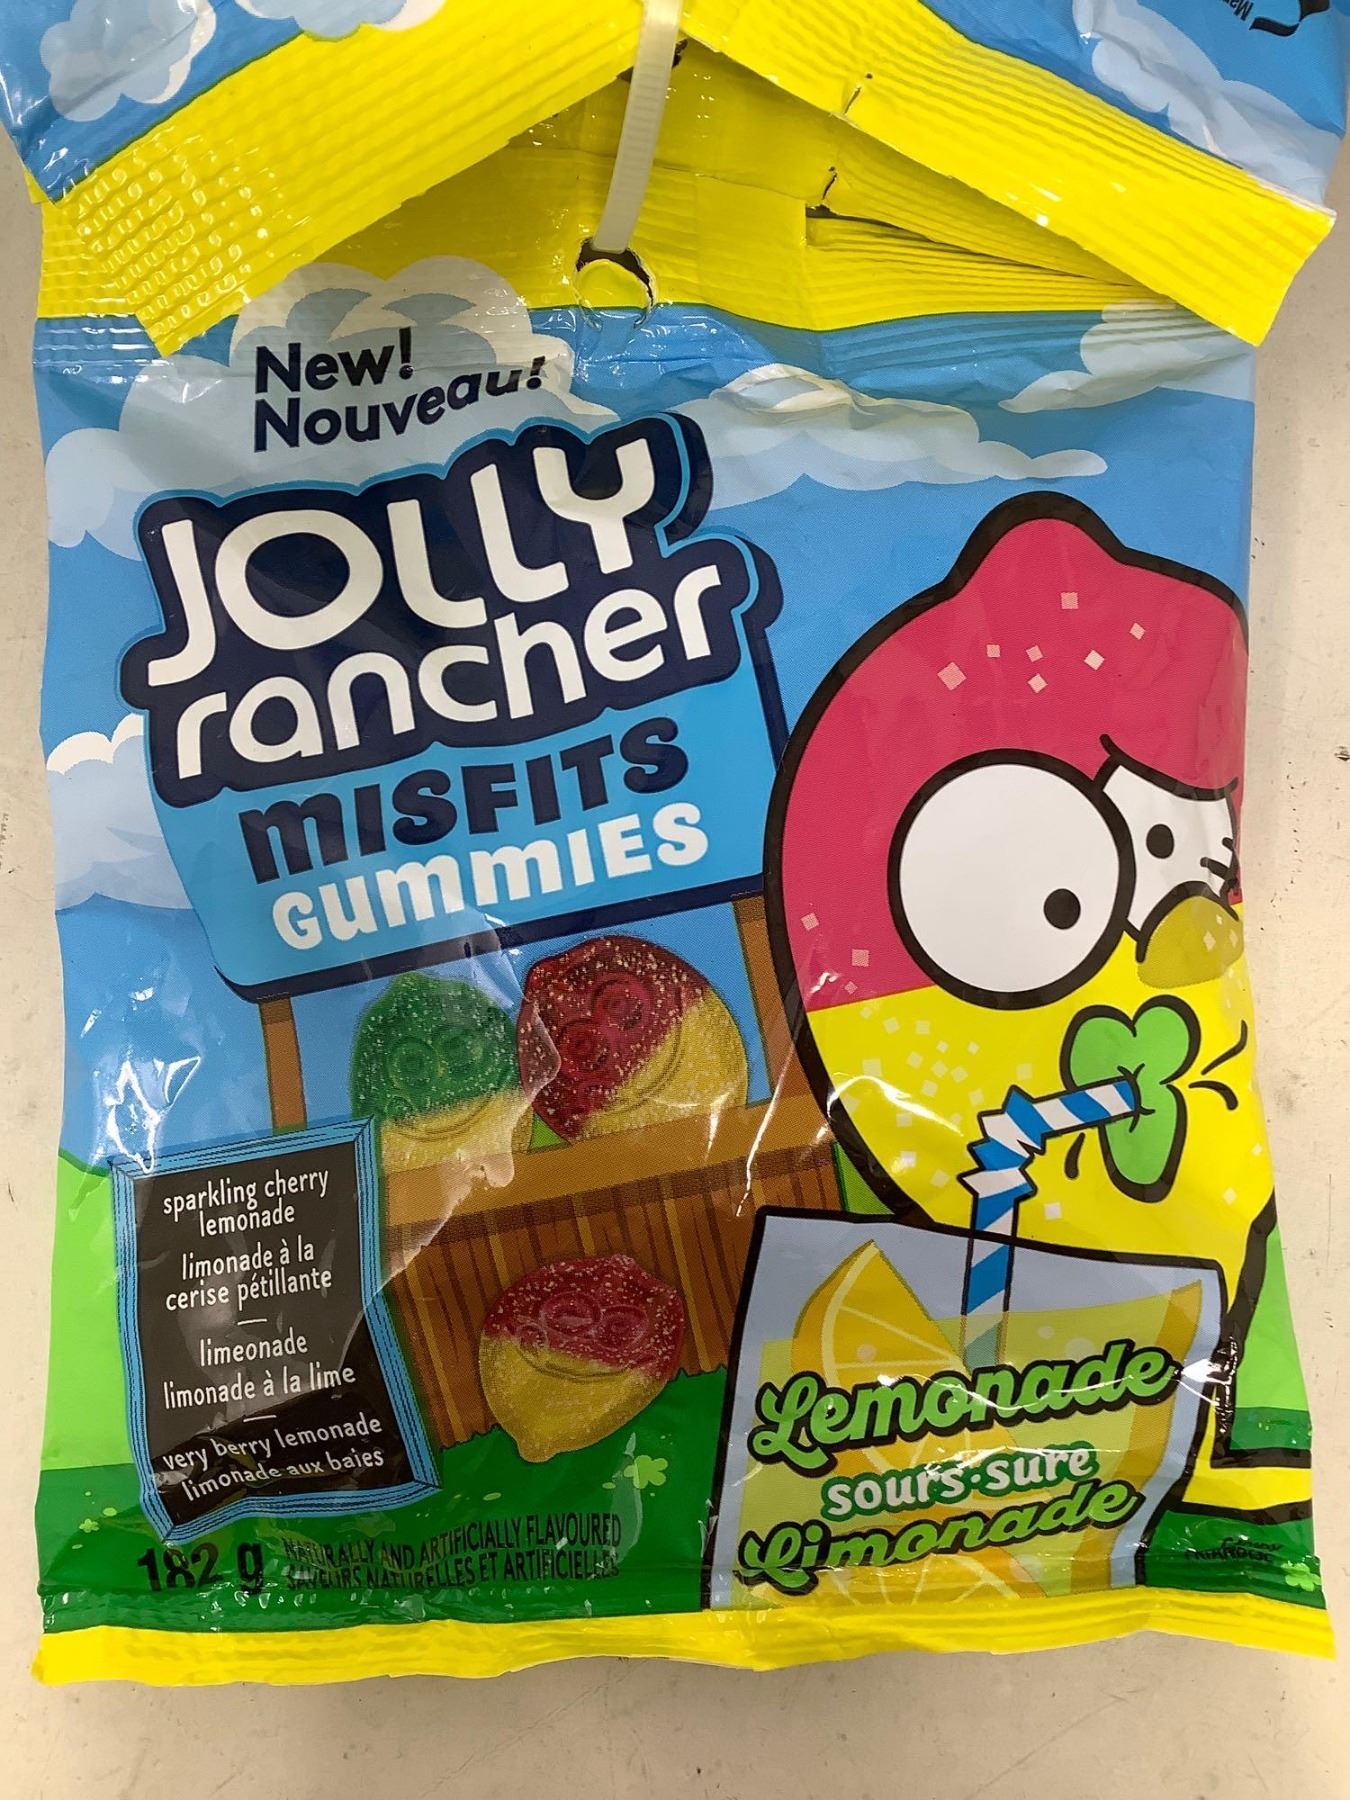 New!
Nouveau!
JOLLY
rancher
MISFITS
GUMMIES
sparkling cherry
lemonade
limonade à la
cerise pétillante
limeonade
limonade à la lime
very berry lemonade
limonade aux baies
Lemonade
sours·sure
Limonade
182 g
NATURALLY AND ARTIFICIALLY FLAVOURED
SAVEURS NATURELLES ET ARTIFICIELLES